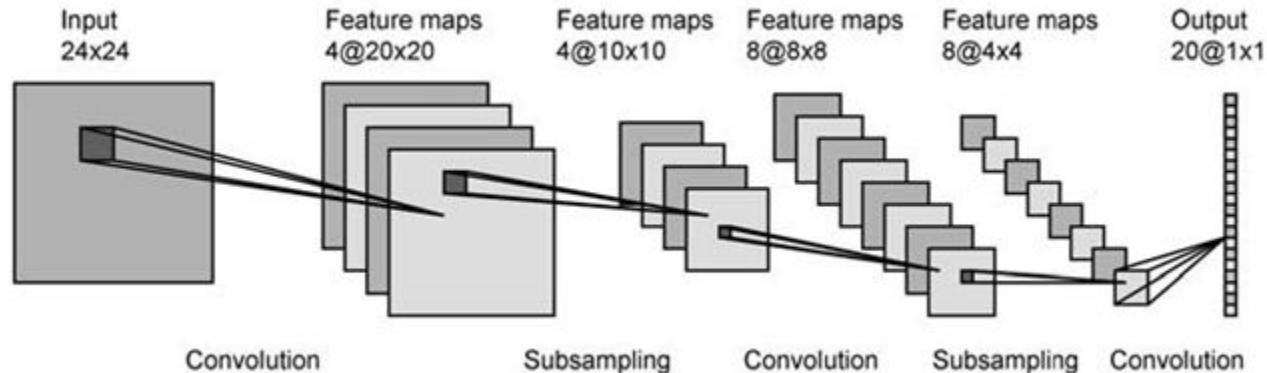 Input
24x24
Feature maps
4@20x20
Feature maps
4@10x10
Feature maps
8@8x8
Feature maps
8@4x4
Output
20@1x1
Convolution
Subsampling
Convolution
Subsampling
Convolution